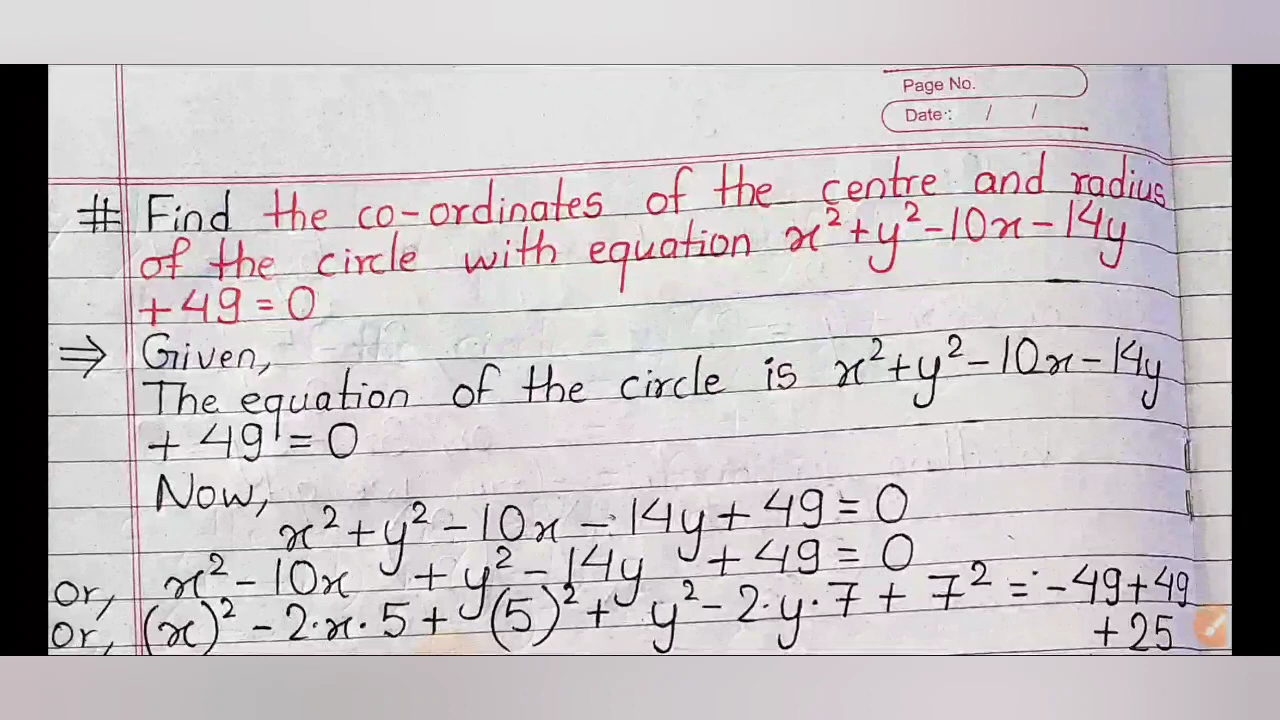 Page No.
Date: / /
# Find the co-ordinates of the centre and radius
of the circle with equation x²+y²-10x-14y
+49=0
⇒ Given,
The equation of the circle is x²+y²-10x-14y
+49=0
Now,
x²+y²-10x-14y+49=0
or, x²-10x +y²-14y +49=0
or, (x)²-2·x·5+(5)²+y²-2·y·7+7²=-49+49
+25